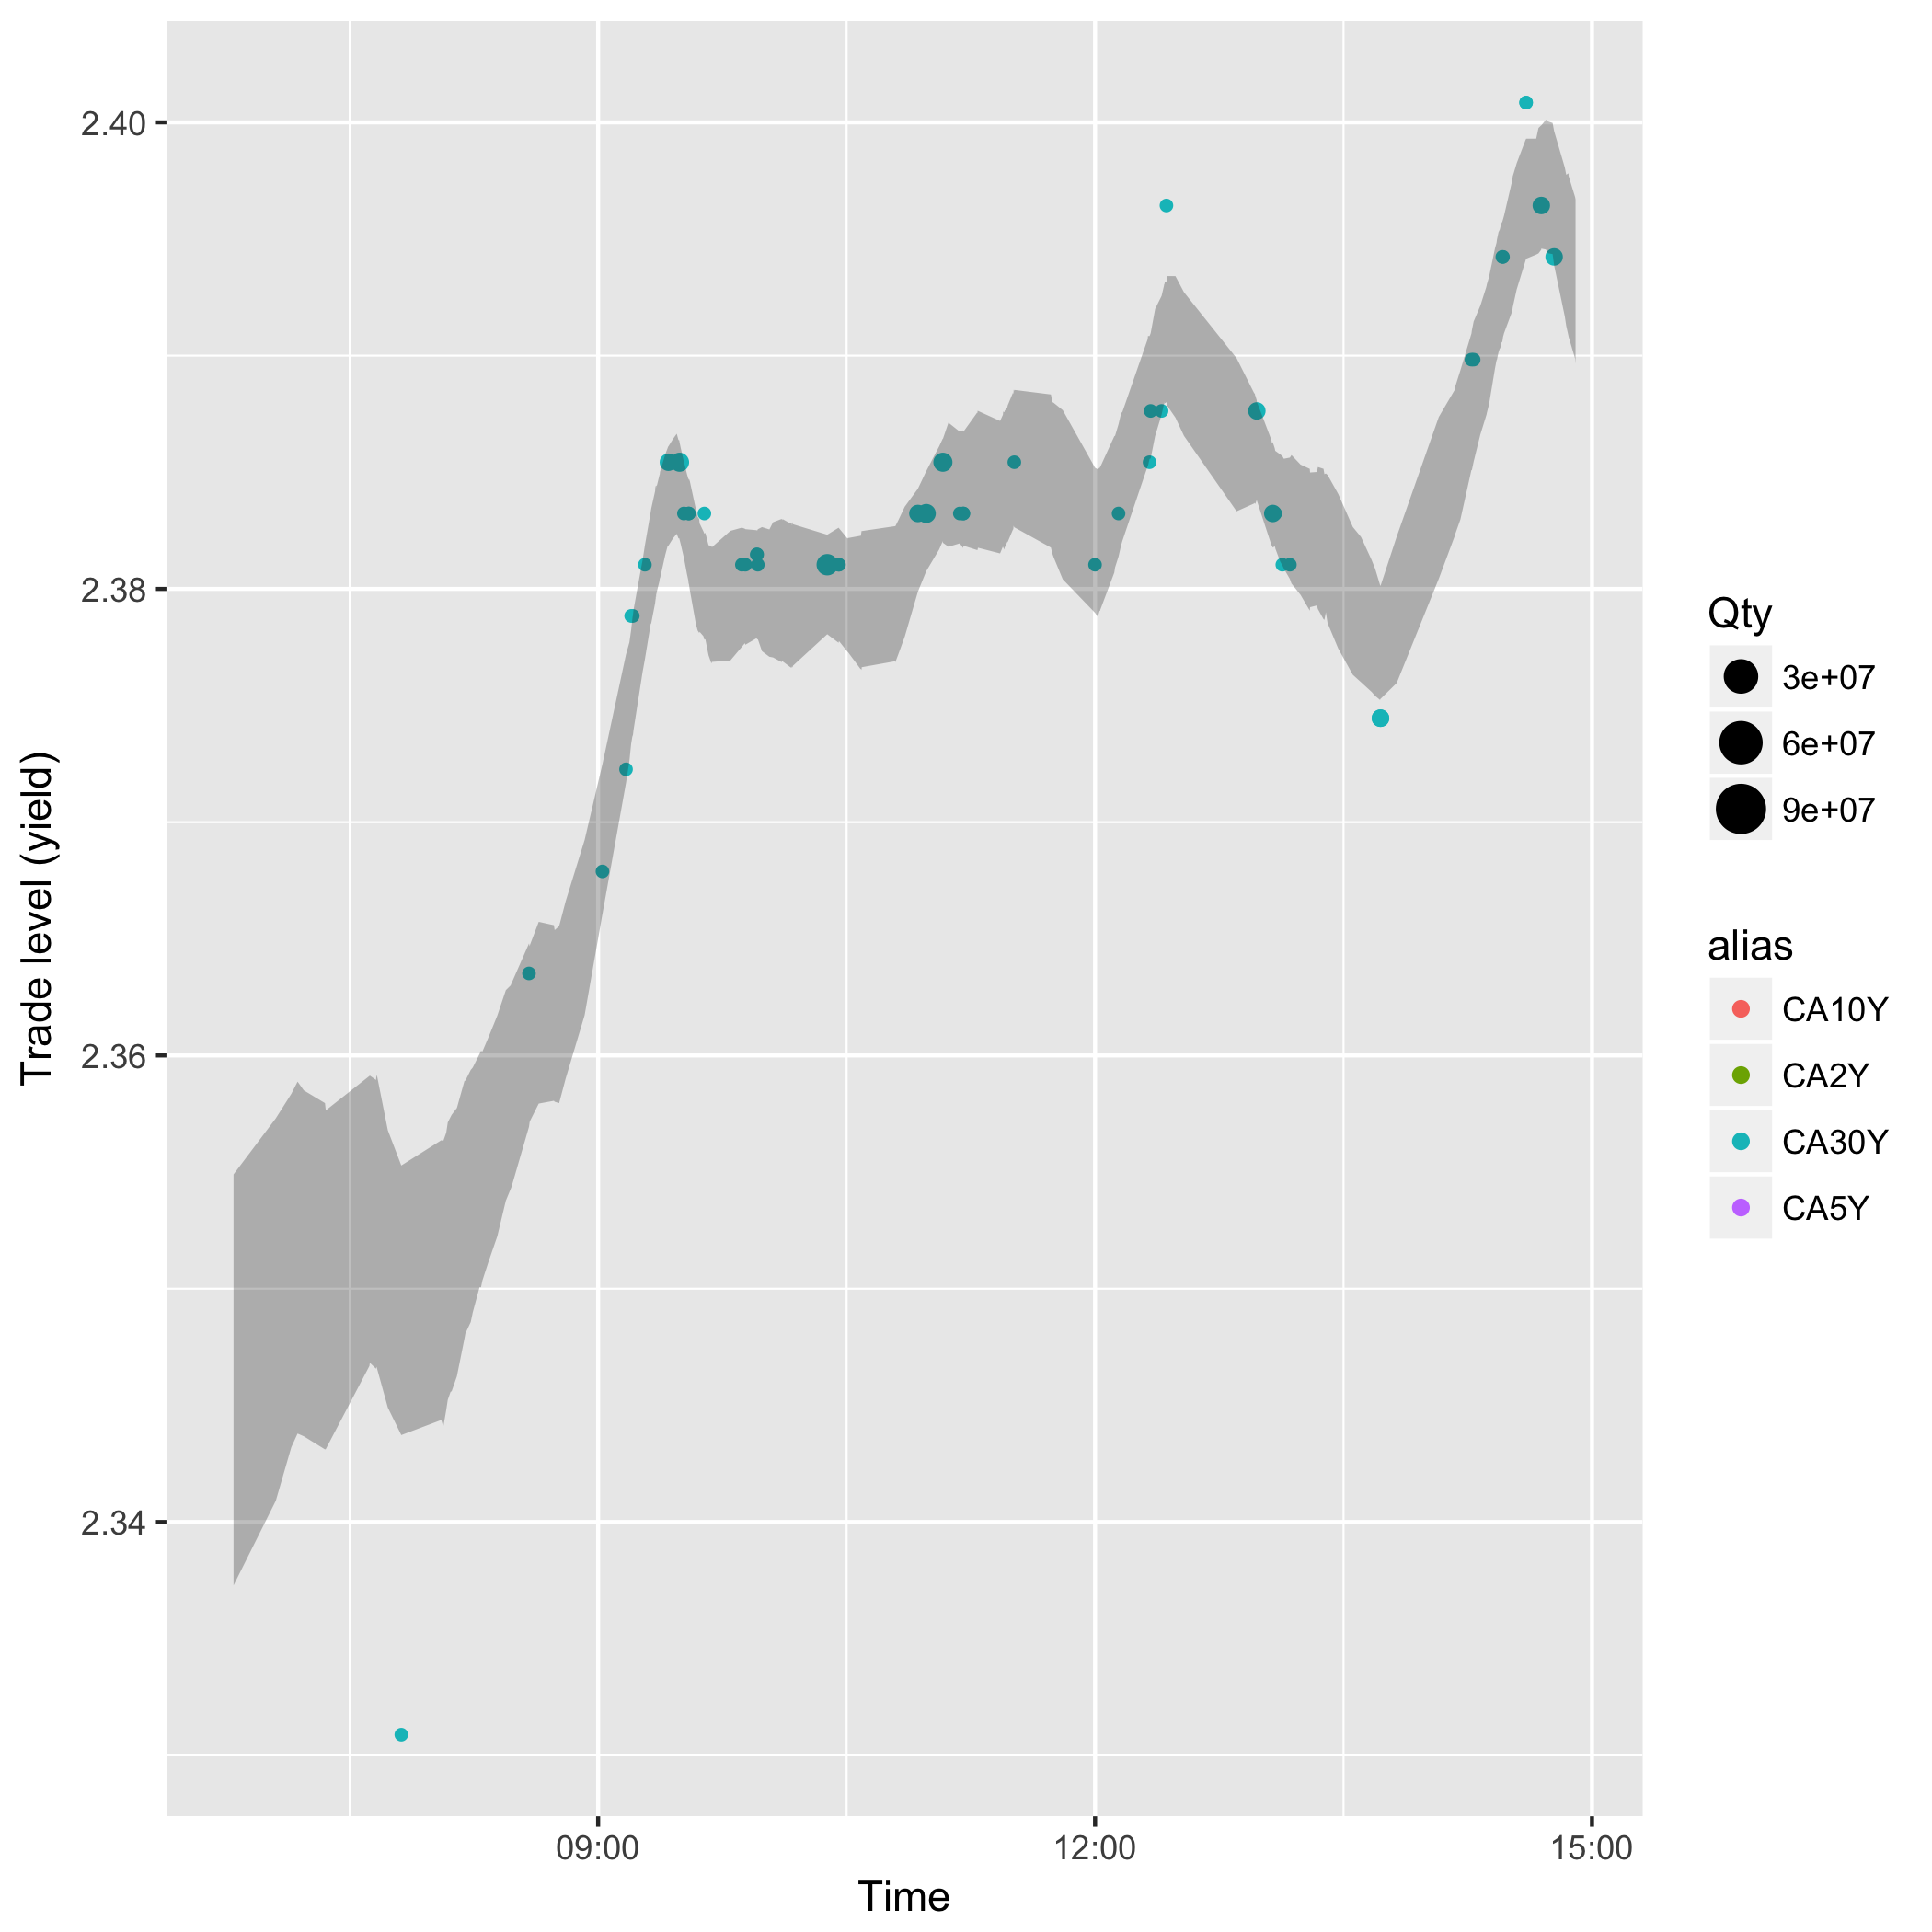 Trade level (yield)
2.40
2.38
2.36
2.34
09:00
12:00
15:00
Time
Qty
3e+07
6e+07
9e+07
alias
CA10Y
CA2Y
CA30Y
CA5Y